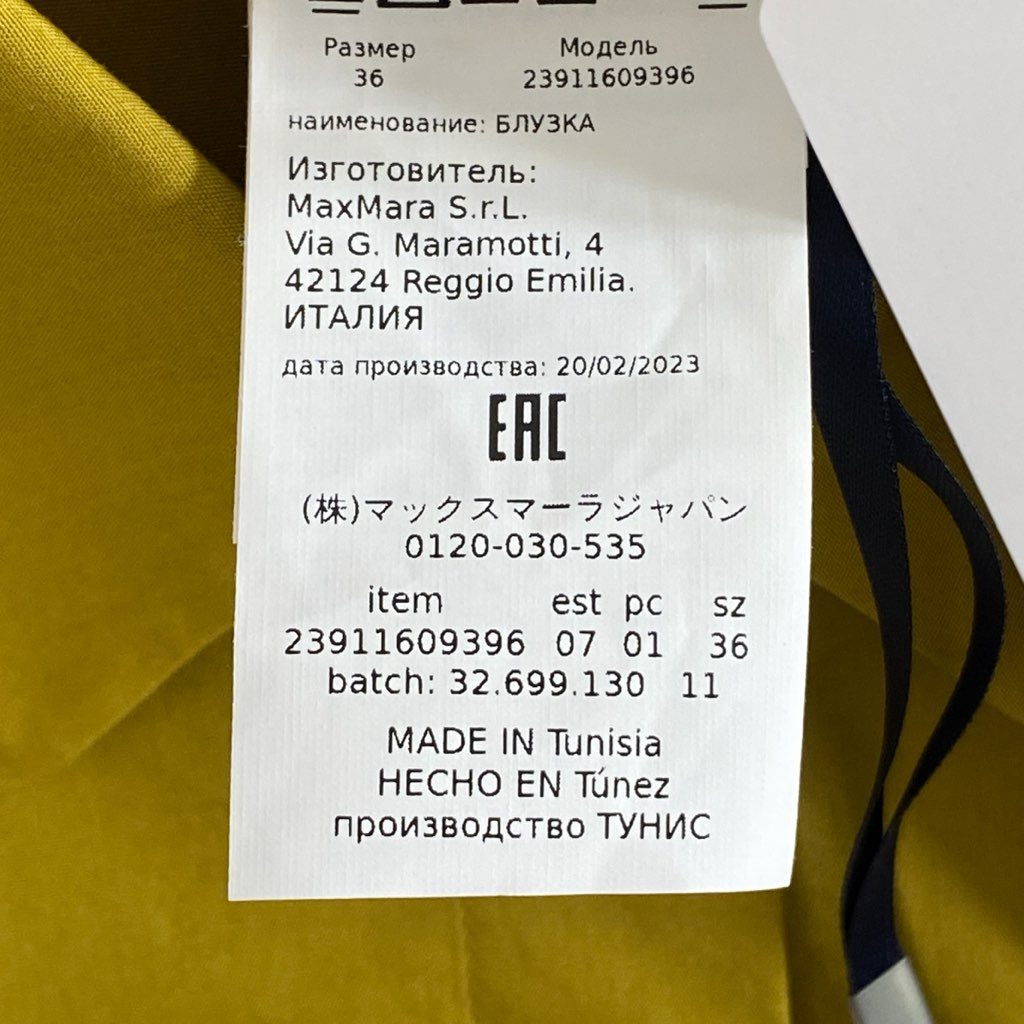 Размер Модель
36 23911609396
наименование: БЛУЗКА
Изготовитель:
MaxMara S.r.L.
Via G. Maramotti, 4
42124 Reggio Emilia.
ИТАЛИЯ
дата производства: 20/02/2023
EAC
(株)マックスマーラジャパン
0120-030-535
item est pc sz
23911609396 07 01 36
batch: 32.699.130 11
MADE IN Tunisia
HECHO EN Túnez
производство ТУНИС